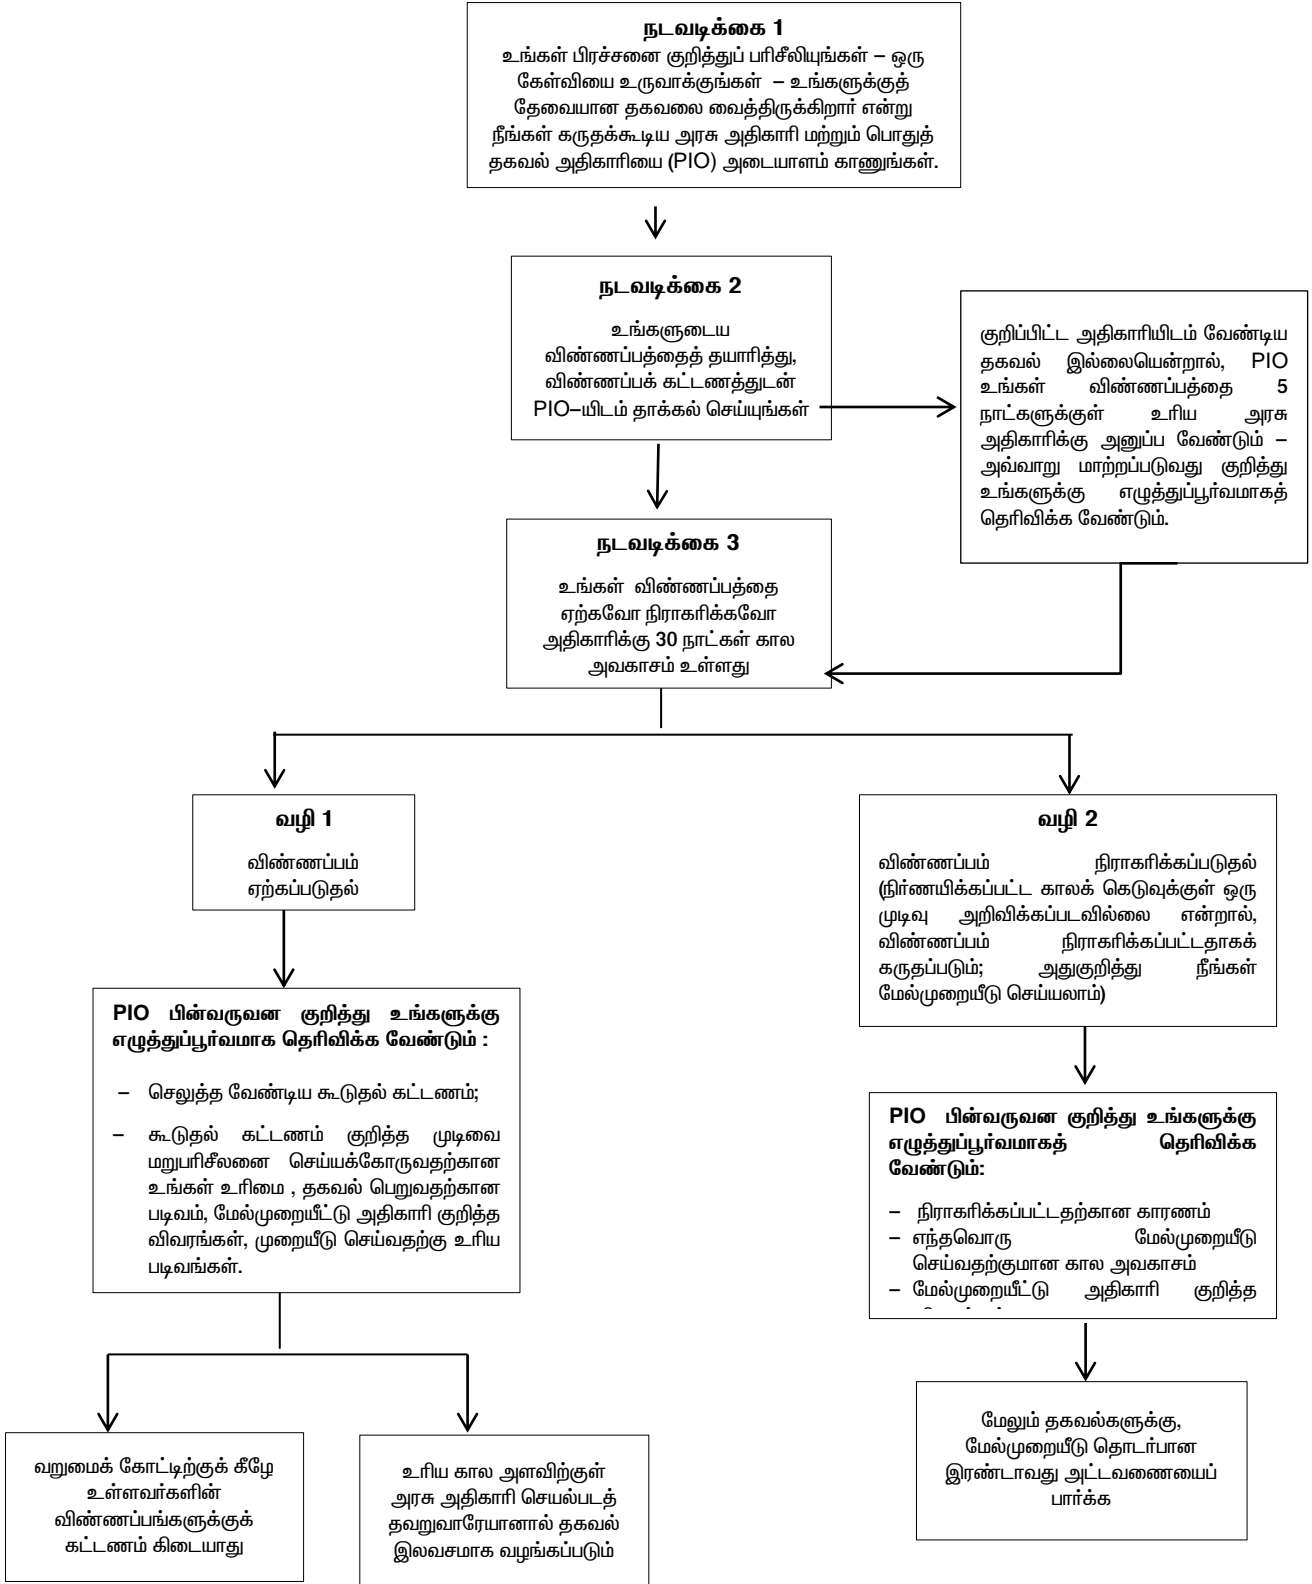 நடவடிக்கை 1
உங்கள் பிரச்சனை குறித்துப் பரிசீலியுங்கள் – ஒரு
கேள்வியை உருவாக்குங்கள் – உங்களுக்குத்
தேவையான தகவலை வைத்திருக்கிறார் என்று
நீங்கள் கருதக்கூடிய அரசு அதிகாரி மற்றும் பொதுத்
தகவல் அதிகாரியை (PIO) அடையாளம் காணுங்கள்.
நடவடிக்கை 2
உங்களுடைய
விண்ணப்பத்தைத் தயாரித்து,
விண்ணப்பக் கட்டணத்துடன்
PIO–யிடம் தாக்கல் செய்யுங்கள்
குறிப்பிட்ட அதிகாரியிடம் வேண்டிய
தகவல் இல்லையென்றால், PIO
உங்கள் விண்ணப்பத்தை 5
நாட்களுக்குள் உரிய அரசு
அதிகாரிக்கு அனுப்ப வேண்டும் –
அவ்வாறு மாற்றப்படுவது குறித்து
உங்களுக்கு எழுத்துப்பூர்வமாகத்
தெரிவிக்க வேண்டும்.
நடவடிக்கை 3
உங்கள் விண்ணப்பத்தை
ஏற்கவோ நிராகரிக்கவோ
அதிகாரிக்கு 30 நாட்கள் கால
அவகாசம் உள்ளது
வழி 1
விண்ணப்பம்
ஏற்கப்படுதல்
வழி 2
விண்ணப்பம் நிராகரிக்கப்படுதல்
(நிர்ணயிக்கப்பட்ட காலக் கெடுவுக்குள் ஒரு
முடிவு அறிவிக்கப்படவில்லை என்றால்,
விண்ணப்பம் நிராகரிக்கப்பட்டதாகக்
கருதப்படும்; அதுகுறித்து நீங்கள்
மேல்முறையீடு செய்யலாம்)
PIO பின்வருவன குறித்து உங்களுக்கு
எழுத்துப்பூர்வமாக தெரிவிக்க வேண்டும் :
– செலுத்த வேண்டிய கூடுதல் கட்டணம்;
– கூடுதல் கட்டணம் குறித்த முடிவை
மறுபரிசீலனை செய்யக்கோருவதற்கான
உங்கள் உரிமை , தகவல் பெறுவதற்கான
படிவம், மேல்முறையீட்டு அதிகாரி குறித்த
விவரங்கள், முறையீடு செய்வதற்கு உரிய
படிவங்கள்.
PIO பின்வருவன குறித்து உங்களுக்கு
எழுத்துப்பூர்வமாகத் தெரிவிக்க
வேண்டும்:
– நிராகரிக்கப்பட்டதற்கான காரணம்
– எந்தவொரு மேல்முறையீடு
செய்வதற்குமான கால அவகாசம்
– மேல்முறையீட்டு அதிகாரி குறித்த
வறுமைக் கோட்டிற்குக் கீழே
உள்ளவர்களின்
விண்ணப்பங்களுக்குக்
கட்டணம் கிடையாது
உரிய கால அளவிற்குள்
அரசு அதிகாரி செயல்படத்
தவறுவாரேயானால் தகவல்
இலவசமாக வழங்கப்படும்
மேலும் தகவல்களுக்கு,
மேல்முறையீடு தொடர்பான
இரண்டாவது அட்டவணையைப்
பார்க்க